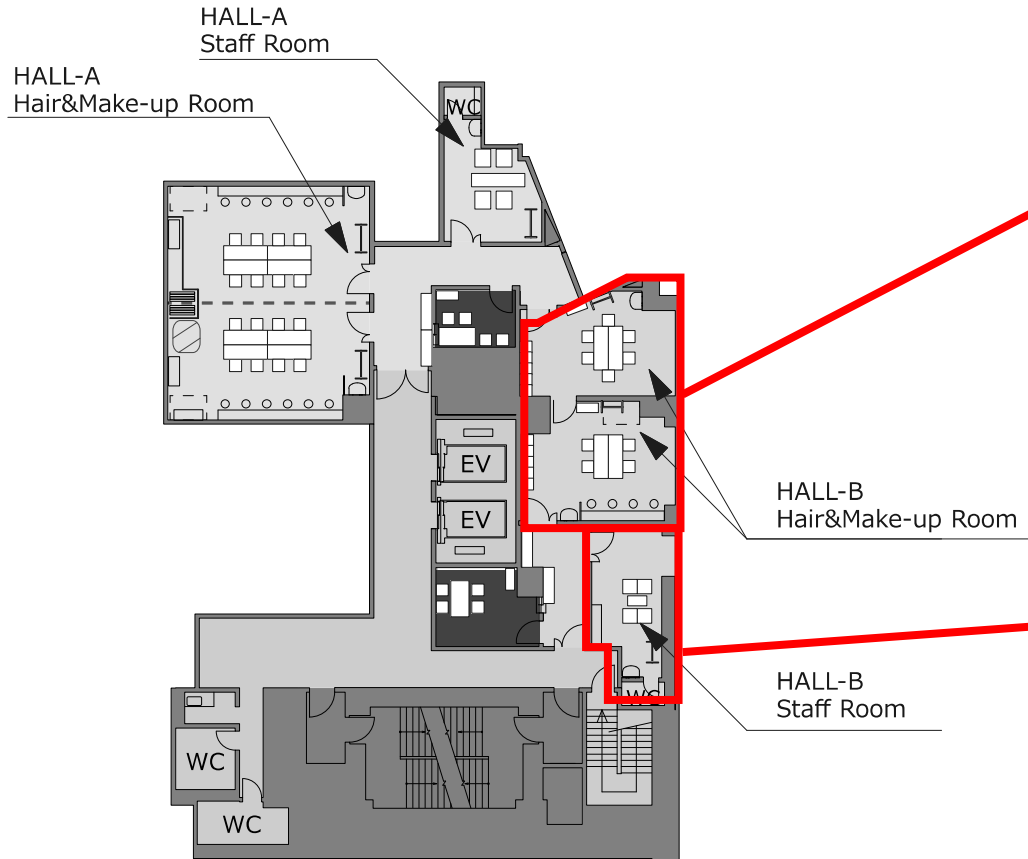 HALL-A
Staff Room
HALL-A
Hair&Make-up Room
WC
EV
EV
HALL-B
Hair&Make-up Room
HALL-B
Staff Room
WC
WC
WC